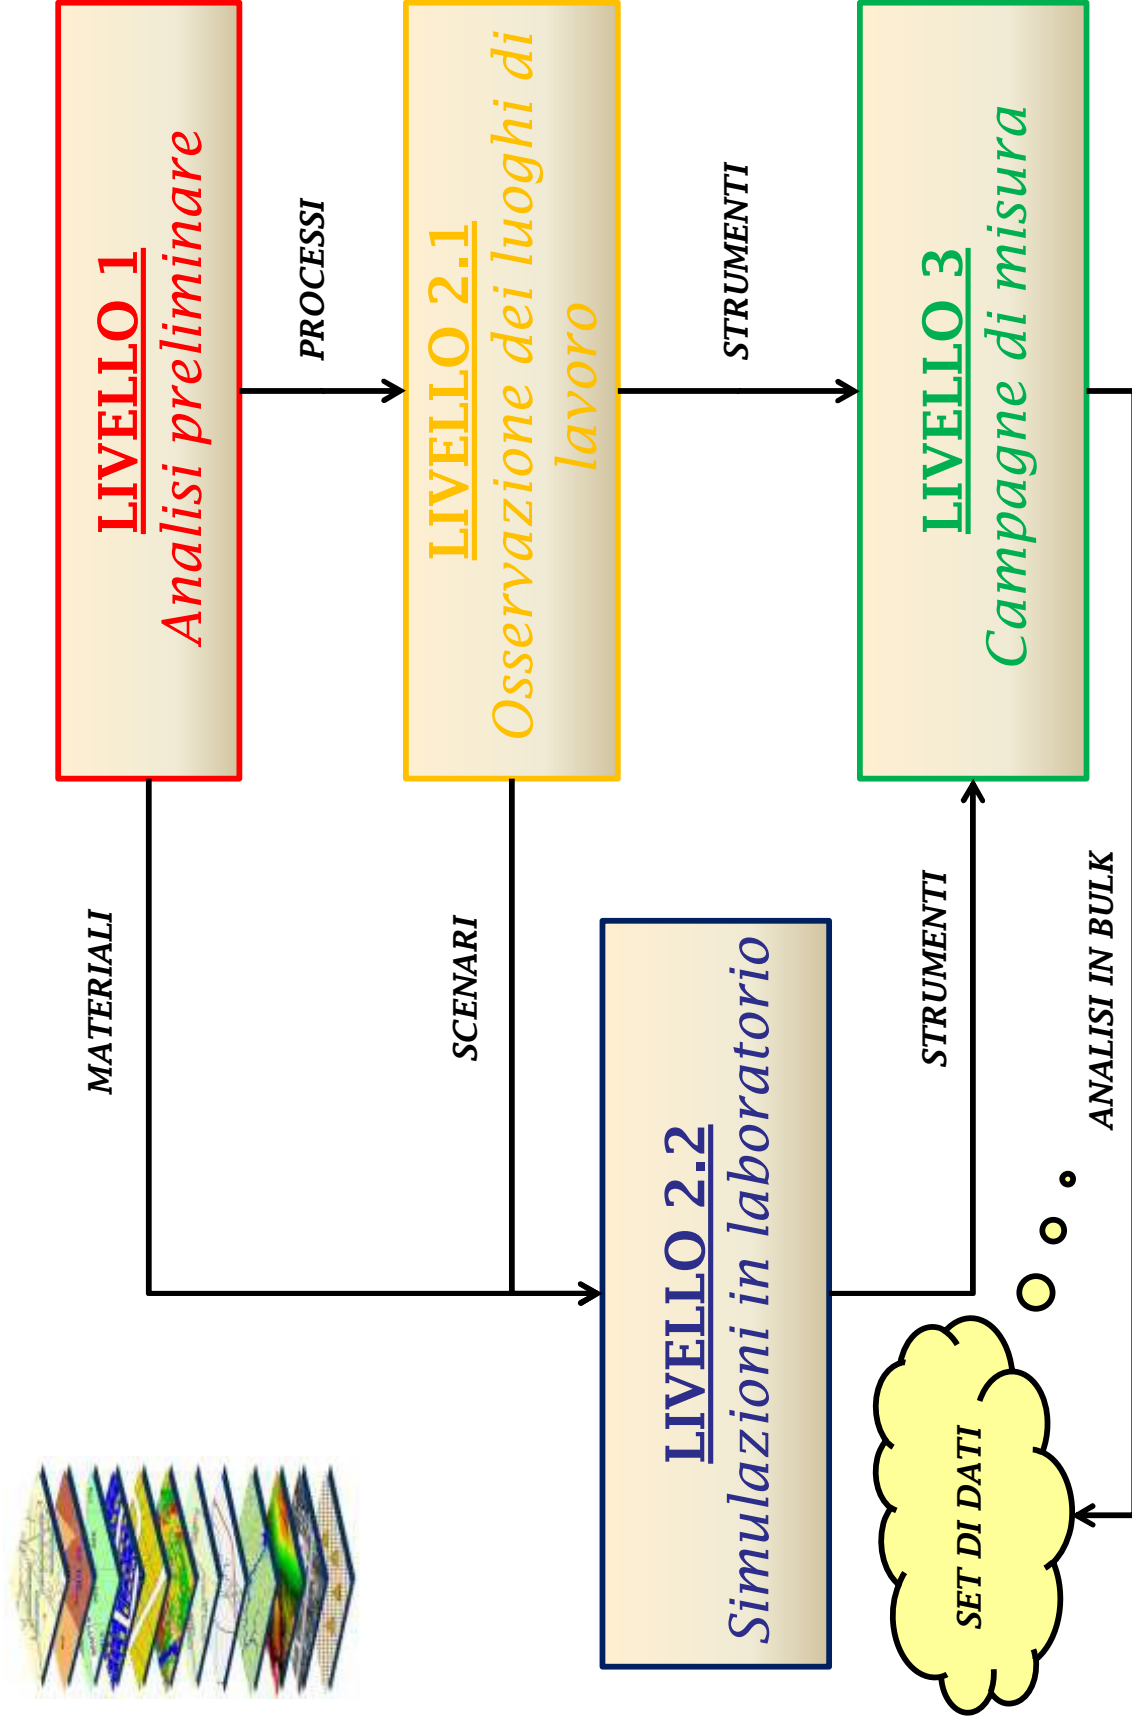 LIVELLO 1
Analisi preliminare
MATERIALI
PROCESSI
LIVELLO 2.1
Osservazione dei luoghi di
lavoro
SCENARI
STRUMENTI
LIVELLO 2.2
Simulazioni in laboratorio
STRUMENTI
LIVELLO 3
Campagne di misura
ANALISI IN BULK
SET DI DATI